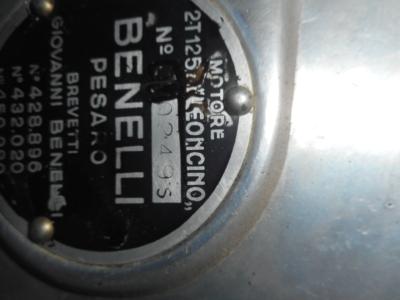 MOTORE
2T125 LEONCINO„
Nº
BENELLI
PESARO
BREVETTI
GIOVANNI BENELLI
Nº 428.896
Nº 432.020